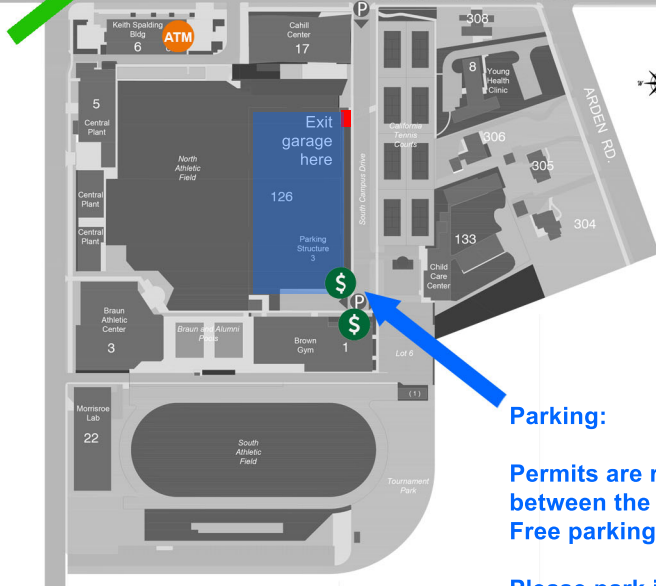 308
P
Keith Spalding
Bldg
6
ATM
Cahill
Center
17
8
Young
Health
Clinic
W
5
Central
Plant
Exit
garage
here
California
Tennis
Courts
ARDEN RD.
306
305
304
North
Athletic
Field
126
South Campus Drive
Central
Plant
Central
Plant
Parking
Structure
3
133
Child
Care
Center
$
P
$
Braun
Athletic
Center
3
Braun and Alumni
Pools
Brown
Gym
1
Lot 6
(1)
Morrisroe
Lab
22
South
Athletic
Field
Tournament
Park
Parking:
Permits are
between the
Free parking